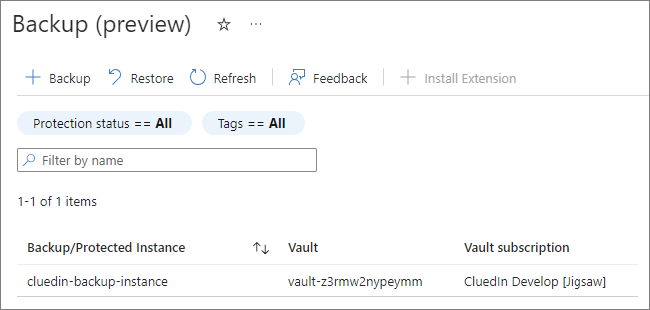 Backup (preview)
Backup Restore Refresh Feedback Install Extension
Protection status == All Tags == All
Filter by name
1-1 of 1 items
Backup/Protected Instance Vault Vault subscription
cluedin-backup-instance vault-z3rmw2nypeymm CluedIn Develop [Jigsaw]